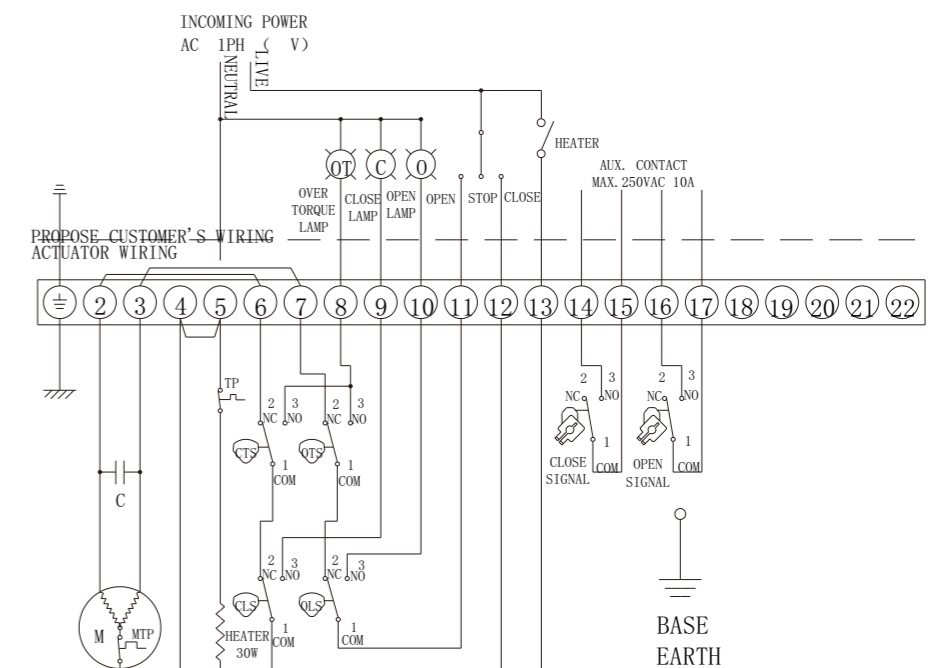 INCOMING POWER
AC 1PH ( V)
NEUTRAL
LIVE
HEATER
AUX. CONTACT
MAX. 250VAC 10A
OT C O
OVER
TORQUE
LAMP
CLOSE
LAMP
OPEN
LAMP
OPEN STOP CLOSE
PROPOSE CUSTOMER'S WIRING
ACTUATOR WIRING
2 3 4 5 6 7 8 9 10 11 12 13 14 15 16 17 18 19 20 21 22
TP
2 3
NC NO
CTS
1
COM
2 3
NC NO
OTS
1
COM
2 3
NC NO
1
COM
CLOSE
SIGNAL
2 3
NC NO
1
COM
OPEN
SIGNAL
C
2 3
NC NO
CLS
1
COM
2 3
NC NO
OLS
1
COM
M MTP
HEATER
30W
BASE
EARTH